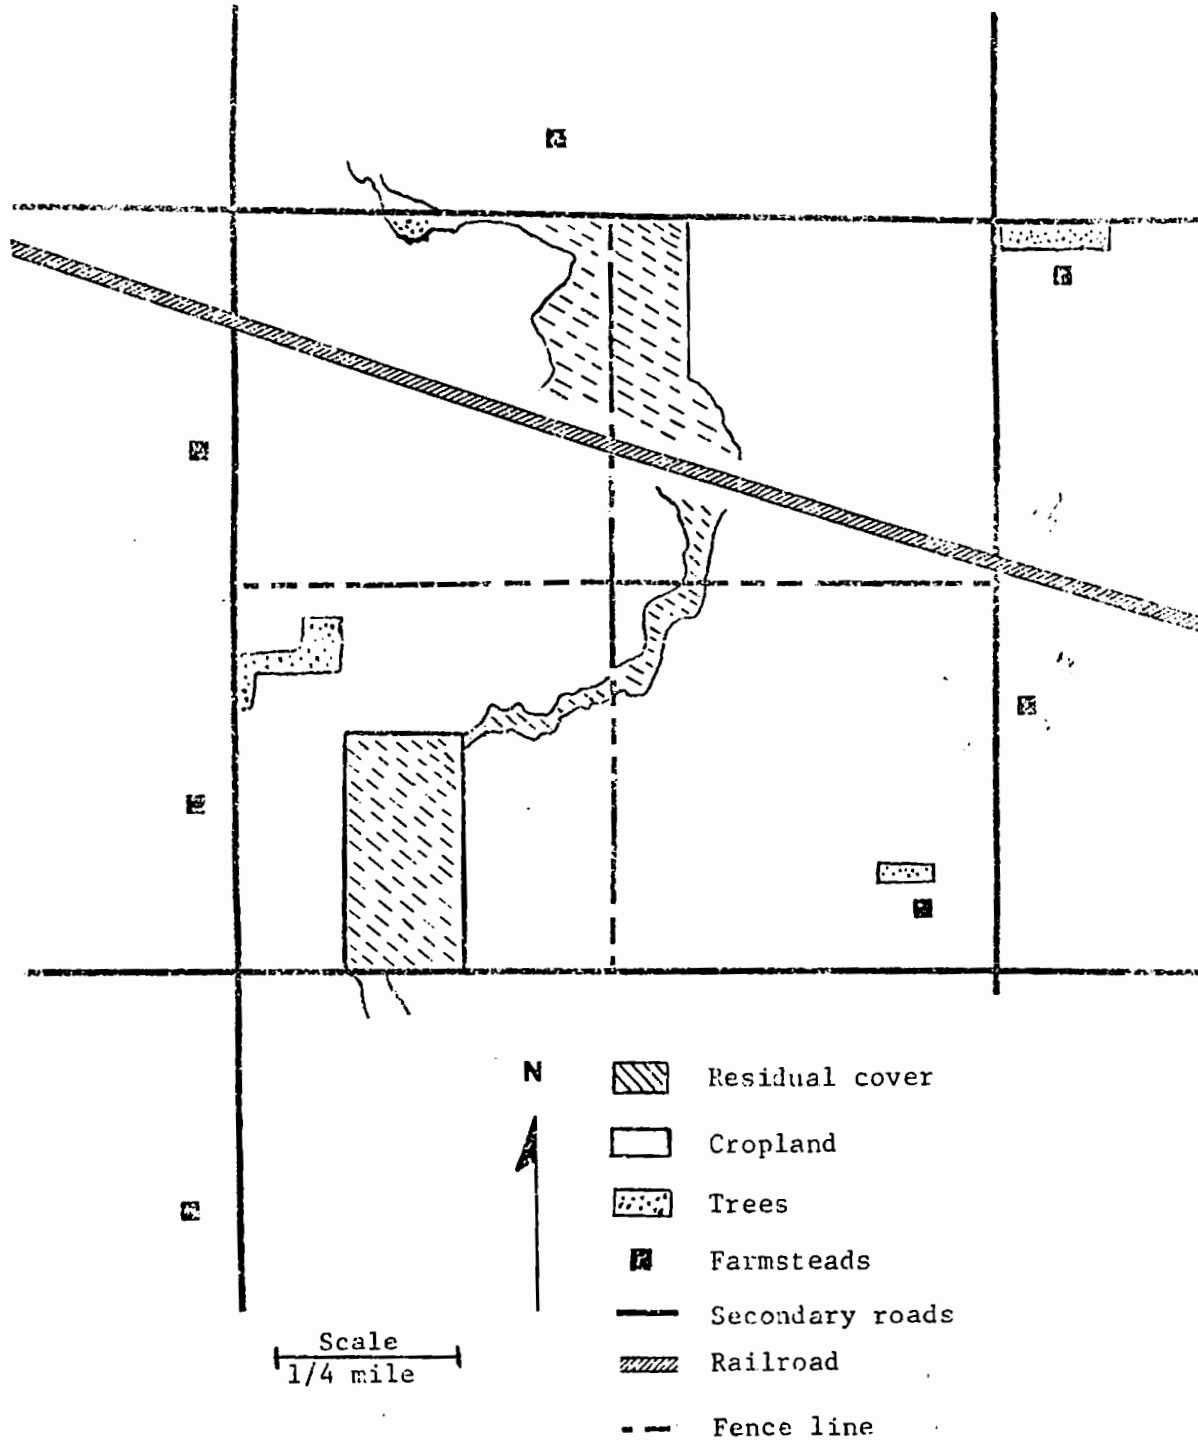 N
Residual cover
Cropland
Trees
Farmsteads
Secondary roads
Railroad
Fence line
Scale
1/4 mile